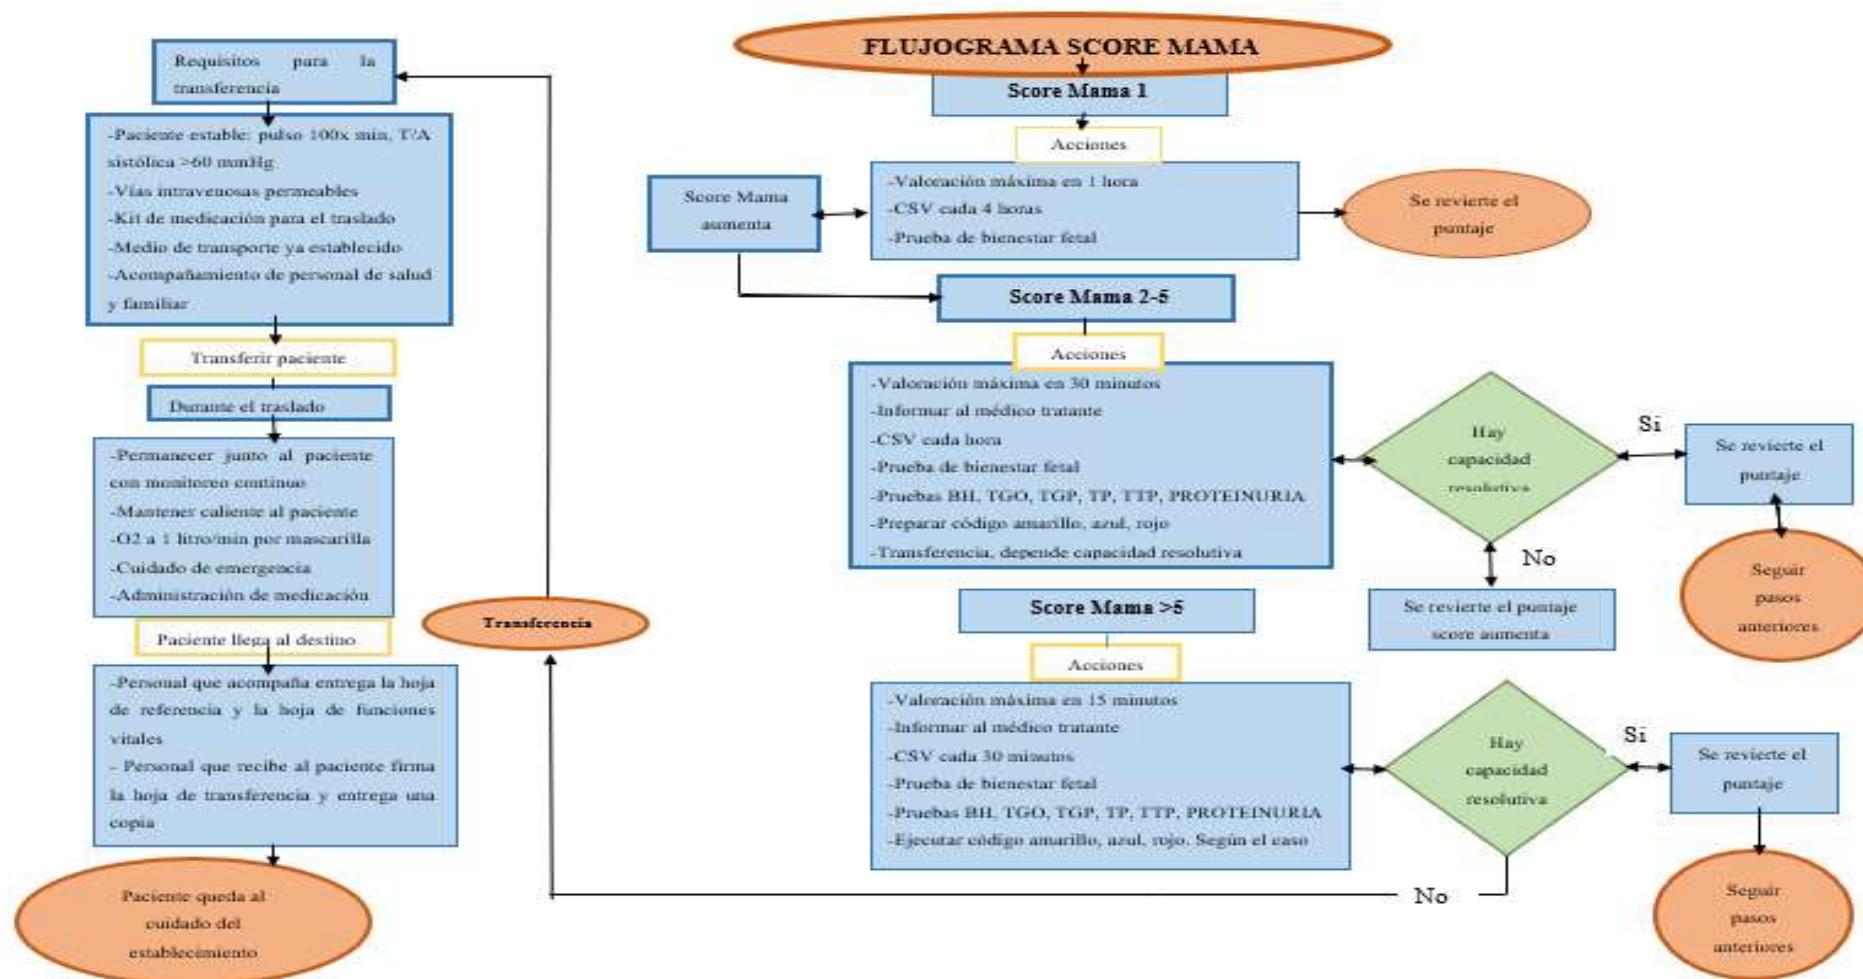 FLUJOGRAMA SCORE MAMA
Score Mama 1
Acciones
-Valoración máxima en 1 hora
-CSV cada 4 horas
-Prueba de bienestar fetal
Se revierte el
puntaje
Score Mama
aumenta
Score Mama 2-5
Acciones
-Valoración máxima en 30 minutos
-Informar al médico tratante
-CSV cada hora
-Prueba de bienestar fetal
-Pruebas BH, TGO, TGP, TP, TTP, PROTEINURIA
-Preparar código amarillo, azul, rojo
-Transferencia, depende capacidad resolutiva
Hay
capacidad
resolutiva
Si
Se revierte el
puntaje
Seguir
pasos
anteriores
No
Se revierte el puntaje
score aumenta
Score Mama >5
Acciones
-Valoración máxima en 15 minutos
-Informar al médico tratante
-CSV cada 30 minutos
-Prueba de bienestar fetal
-Pruebas BH, TGO, TGP, TP, TTP, PROTEINURIA
-Ejecutar código amarillo, azul, rojo. Según el caso
Hay
capacidad
resolutiva
Si
Se revierte el
puntaje
Seguir
pasos
anteriores
No
Transferencia
Requisitos para la
transferencia
-Paciente estable: pulso 100x min, T/A
sistólica >60 mmHg
-Vías intravenosas permeables
-Kit de medicación para el traslado
-Medio de transporte ya establecido
-Acompañamiento de personal de salud
y familiar
Transferir paciente
Durante el traslado
-Permanecer junto al paciente
con monitoreo continuo
-Mantener caliente al paciente
-O2 a 1 litro/min por mascarilla
-Cuidado de emergencia
-Administración de medicación
Paciente llega al destino
-Personal que acompaña entrega la hoja
de referencia y la hoja de funciones
vitales
- Personal que recibe al paciente firma
la hoja de transferencia y entrega una
copia
Paciente queda al
cuidado del
establecimiento